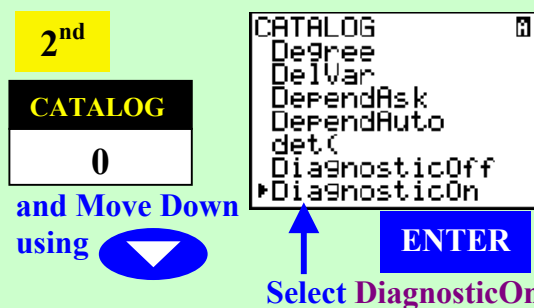 2nd
CATALOG
0
and Move Down
using
CATALOG A
Degree
DelVar
DependAsk
DependAuto
det(
DiagnosticOff
DiagnosticOn
ENTER
Select DiagnosticOn